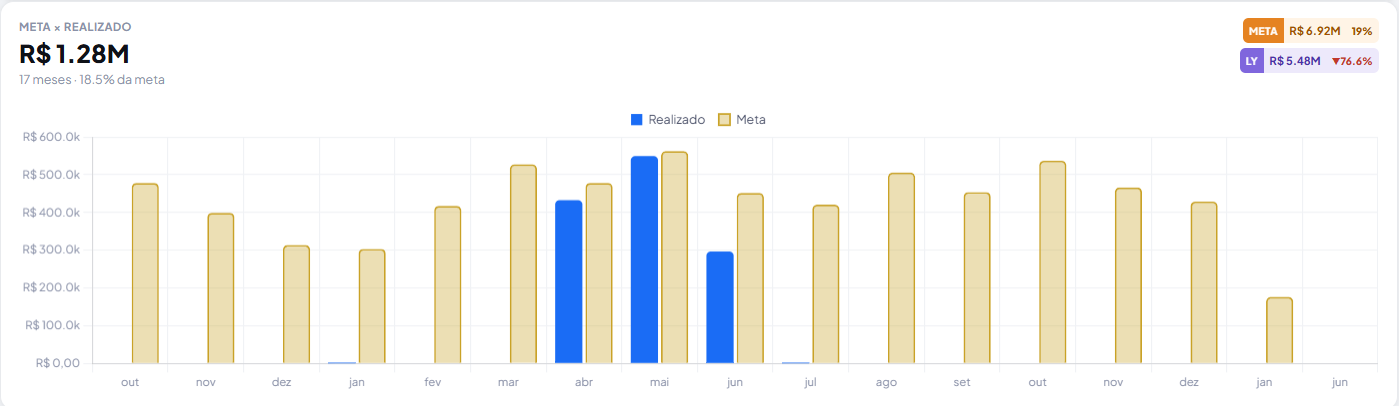 META × REALIZADO
R$ 1.28M
17 meses · 18.5% da meta
META R$ 6.92M 19%
LY R$ 5.48M ▼76.6%
Realizado Meta
R$ 600.0k
R$ 500.0k
R$ 400.0k
R$ 300.0k
R$ 200.0k
R$ 100.0k
R$ 0,00
out nov dez jan fev mar abr mai jun jul ago set out nov dez jan jun